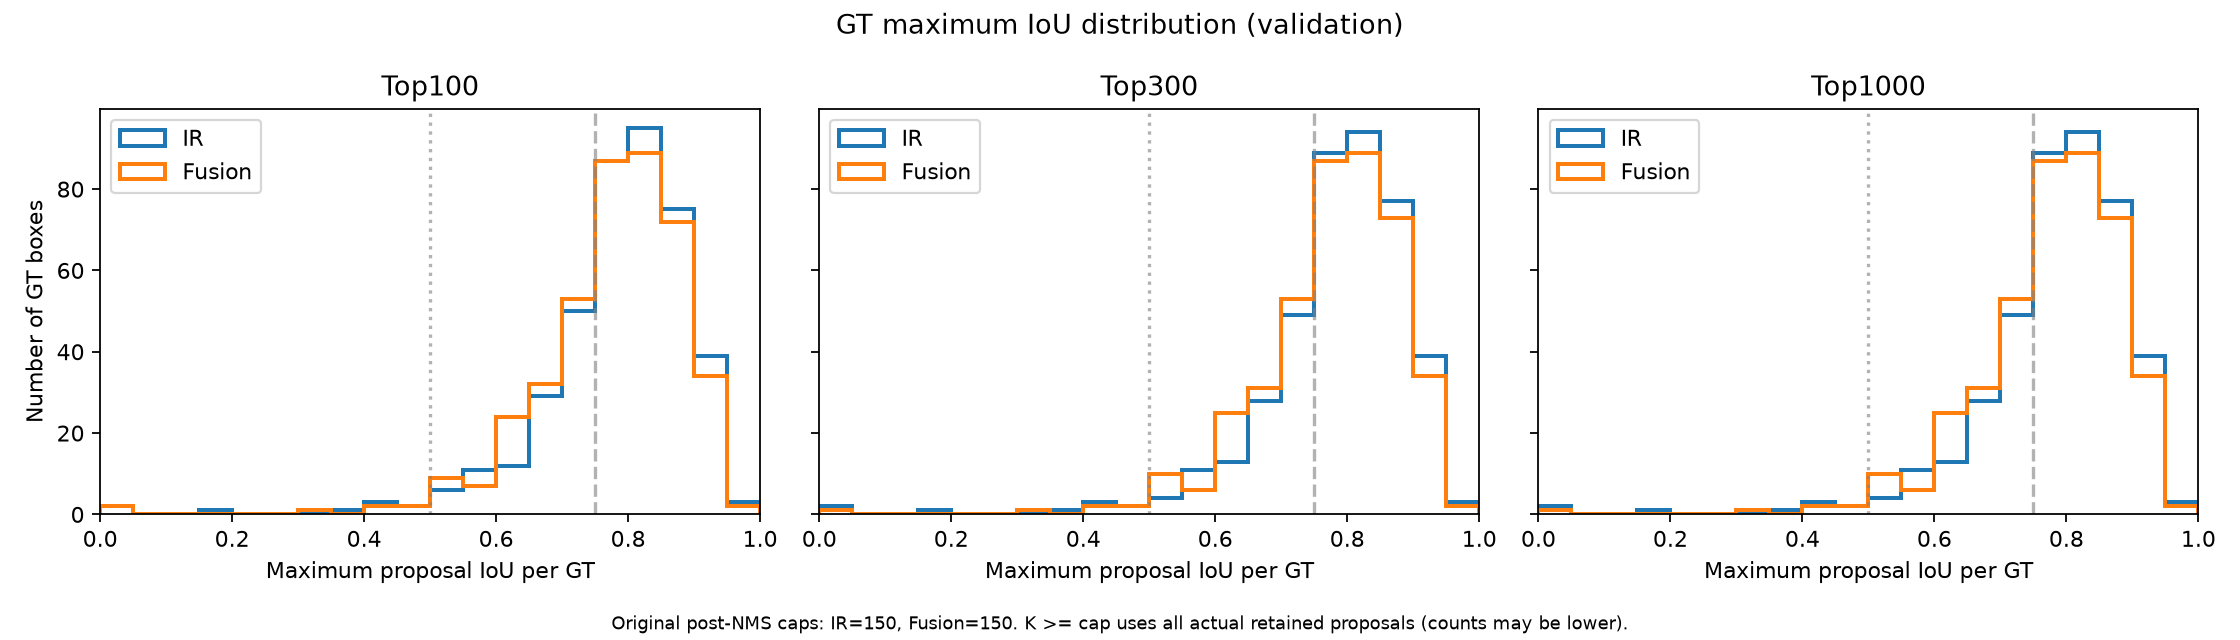 GT maximum IoU distribution (validation)
Top100
Top300
Top1000
IR
Fusion
IR
Fusion
IR
Fusion
Number of GT boxes
80
60
40
20
0
0.0 0.2 0.4 0.6 0.8 1.0
0.0 0.2 0.4 0.6 0.8 1.0
0.0 0.2 0.4 0.6 0.8 1.0
Maximum proposal IoU per GT
Maximum proposal IoU per GT
Maximum proposal IoU per GT
Original post-NMS caps: IR=150, Fusion=150. K >= cap uses all actual retained proposals (counts may be lower).